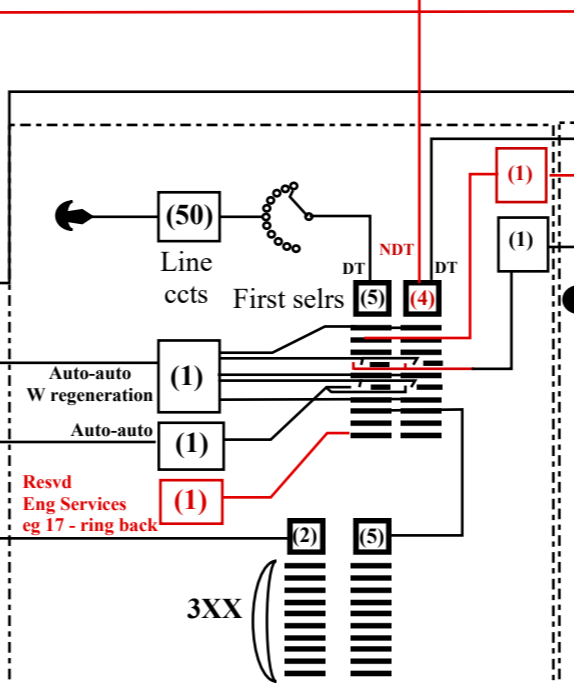 (1)
(50)
(1)
NDT
DT
DT
Line
ccts
First selrs
(5)
(4)
Auto-auto
W regeneration
(1)
Auto-auto
(1)
Resvd
Eng Services
eg 17 - ring back
(1)
(2)
(5)
3XX